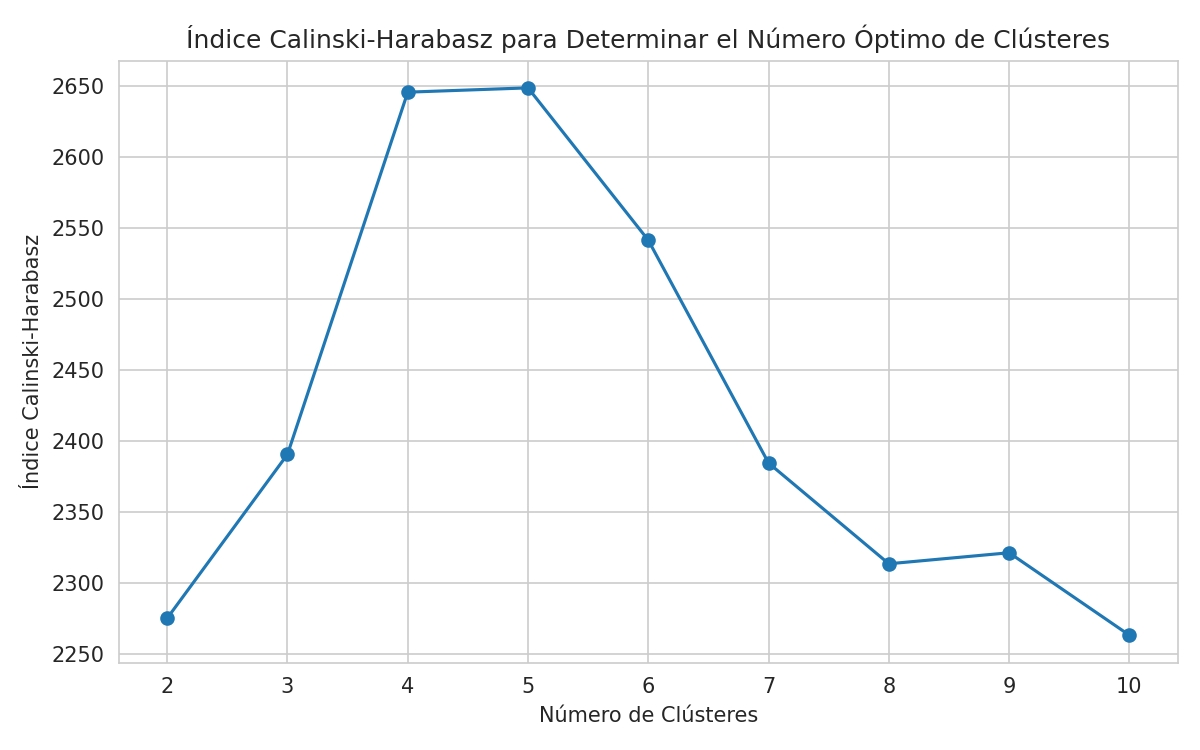 Índice Calinski-Harabasz para Determinar el Número Óptimo de Clústeres
Índice Calinski-Harabasz
2650
2600
2550
2500
2450
2400
2350
2300
2250
2 3 4 5 6 7 8 9 10
Número de Clústeres